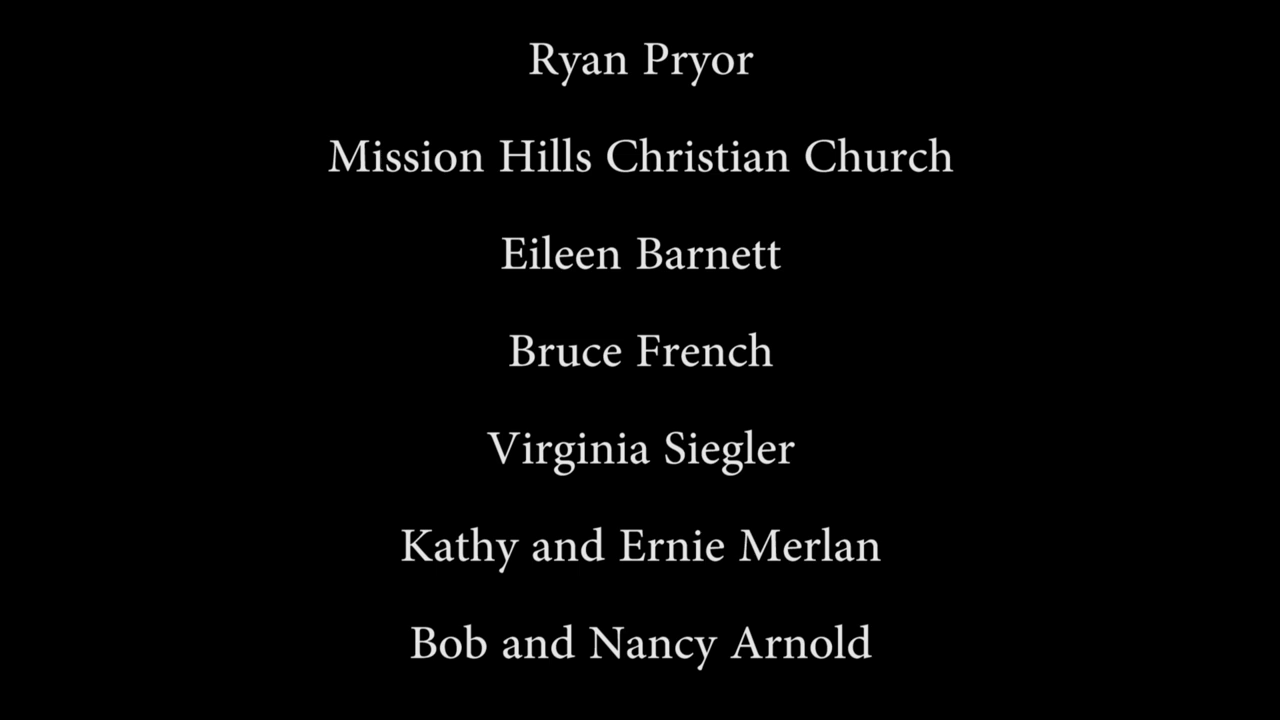 Ryan Pryor
Mission Hills Christian Church
Eileen Barnett
Bruce French
Virginia Siegler
Kathy and Ernie Merlan
Bob and Nancy Arnold